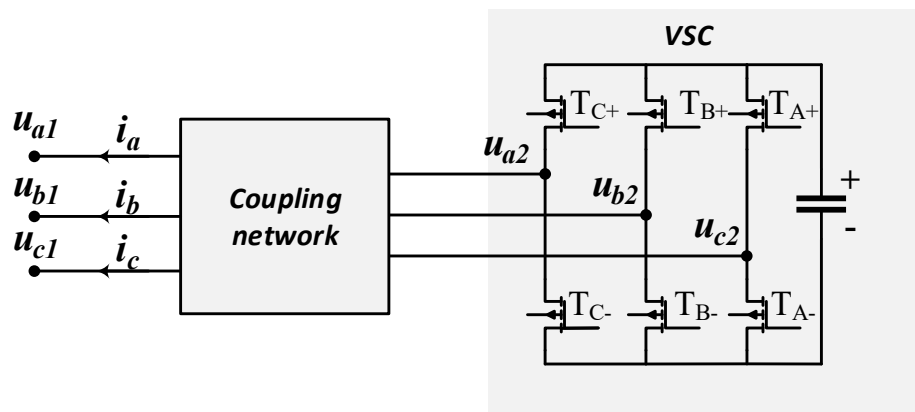 VSC
T_C+ T_B+ T_A+
u_a1 i_a
u_a2
+
u_b1 i_b
Coupling
network
u_b2
-
u_c1 i_c
u_c2
T_C- T_B- T_A-